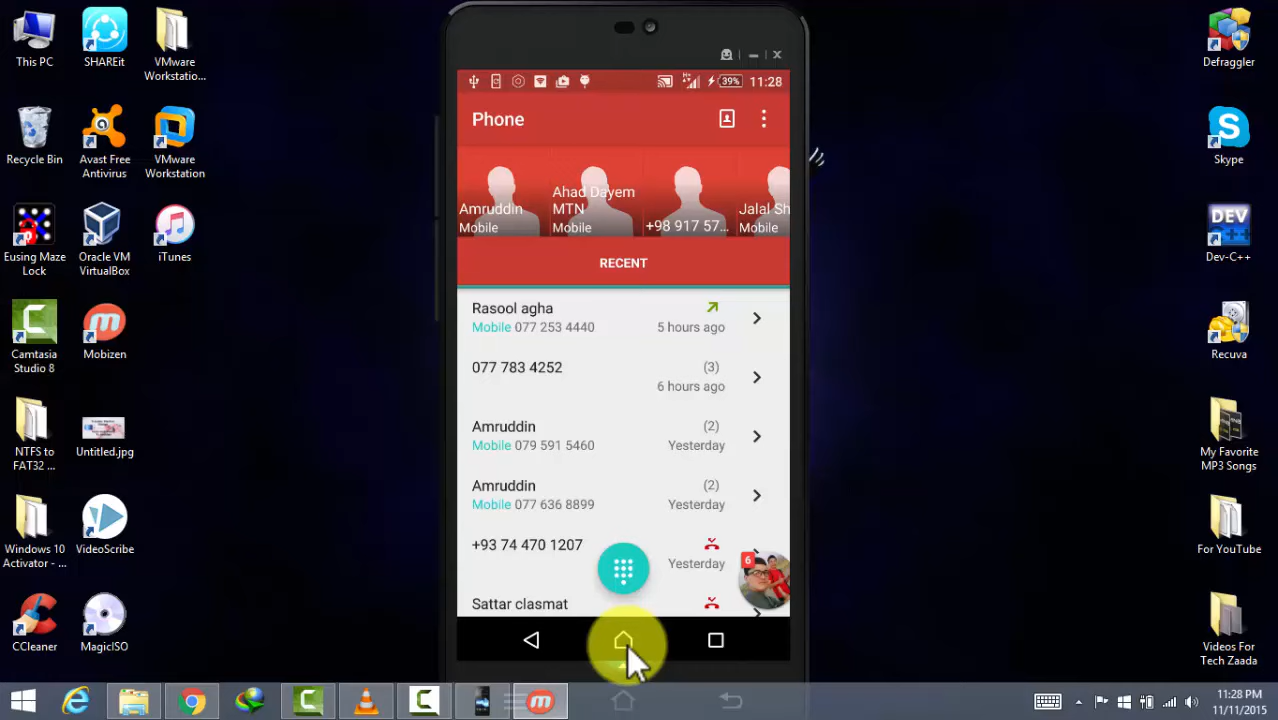 This PC
SHAREit
VMware
Workstatio...
Recycle Bin
Avast Free
Antivirus
VMware
Workstation
Eusing Maze
Lock
Oracle VM
VirtualBox
iTunes
Camtasia
Studio 8
Mobizen
NTFS to
FAT32 ...
Untitled.jpg
Windows 10
Activator - ...
VideoScribe
CCleaner
MagicISO
39% 11:28
Phone
Amruddin
Mobile
Ahad Dayem
MTN
Mobile
+98 917 57...
Jalal Sh
Mobile
RECENT
Rasool agha
Mobile 077 253 4440
5 hours ago
077 783 4252
(3)
6 hours ago
Amruddin
(2)
Mobile 079 591 5460
Yesterday
Amruddin
(2)
Mobile 077 636 8899
Yesterday
+93 74 470 1207
Yesterday
6
Sattar clasmat
Defraggler
Skype
DEV
Dev-C++
Recuva
My Favorite
MP3 Songs
For YouTube
Videos For
Tech Zaada
11:28 PM
11/11/2015